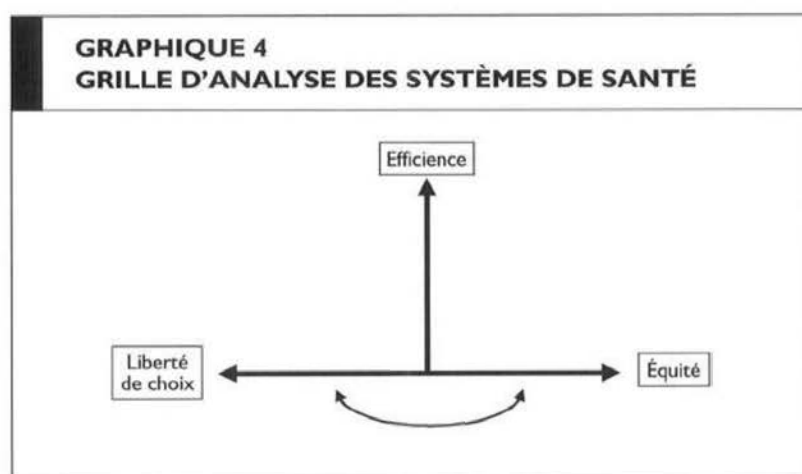 GRAPHIQUE 4
GRILLE D'ANALYSE DES SYSTÈMES DE SANTÉ
Efficience
Liberté
de choix
Équité